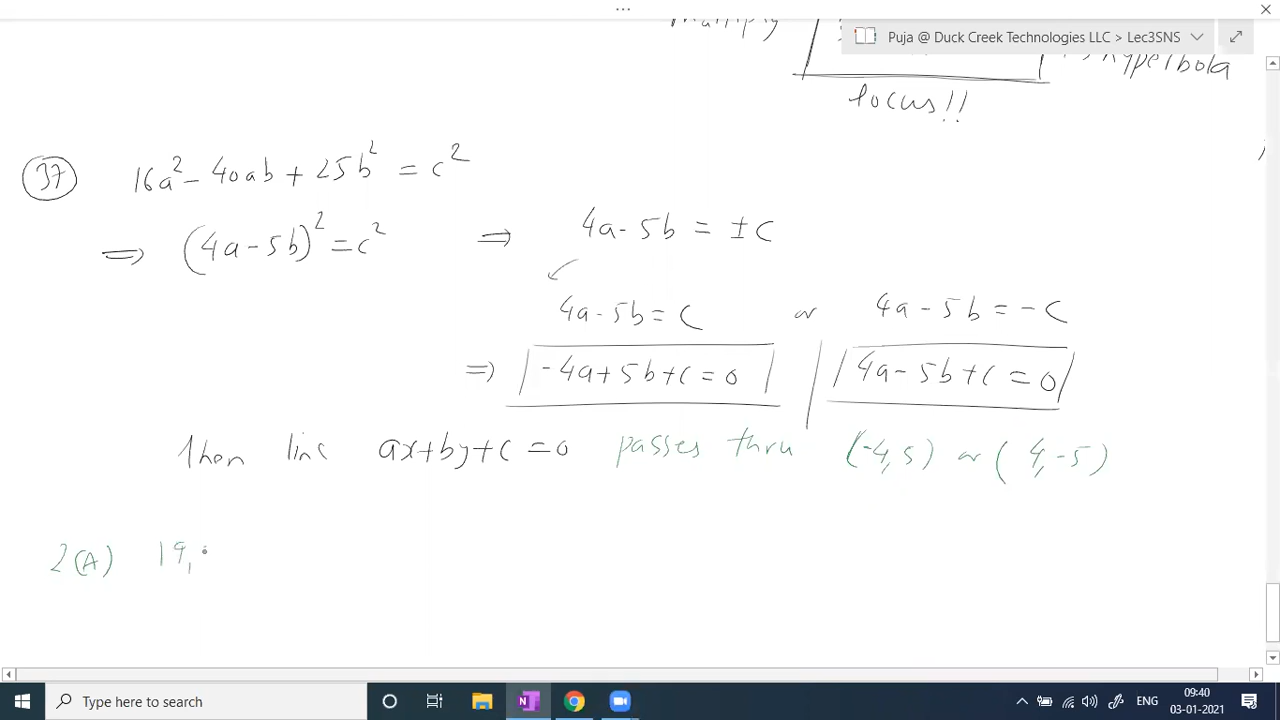 Puja @ Duck Creek Technologies LLC > Lec3SNS
hyperbola
locus!!
37 16a² - 40ab + 25b² = c²
⇒ (4a - 5b)² = c² ⇒ 4a - 5b = ± c
4a - 5b = c or 4a - 5b = - c
⇒ | -4a + 5b + c = 0 | | 4a - 5b + c = 0 |
then line ax + by + c = 0 passes thru (-4, 5) or (4, -5)
2(A) 19,
Type here to search
ENG
09:40
03-01-2021